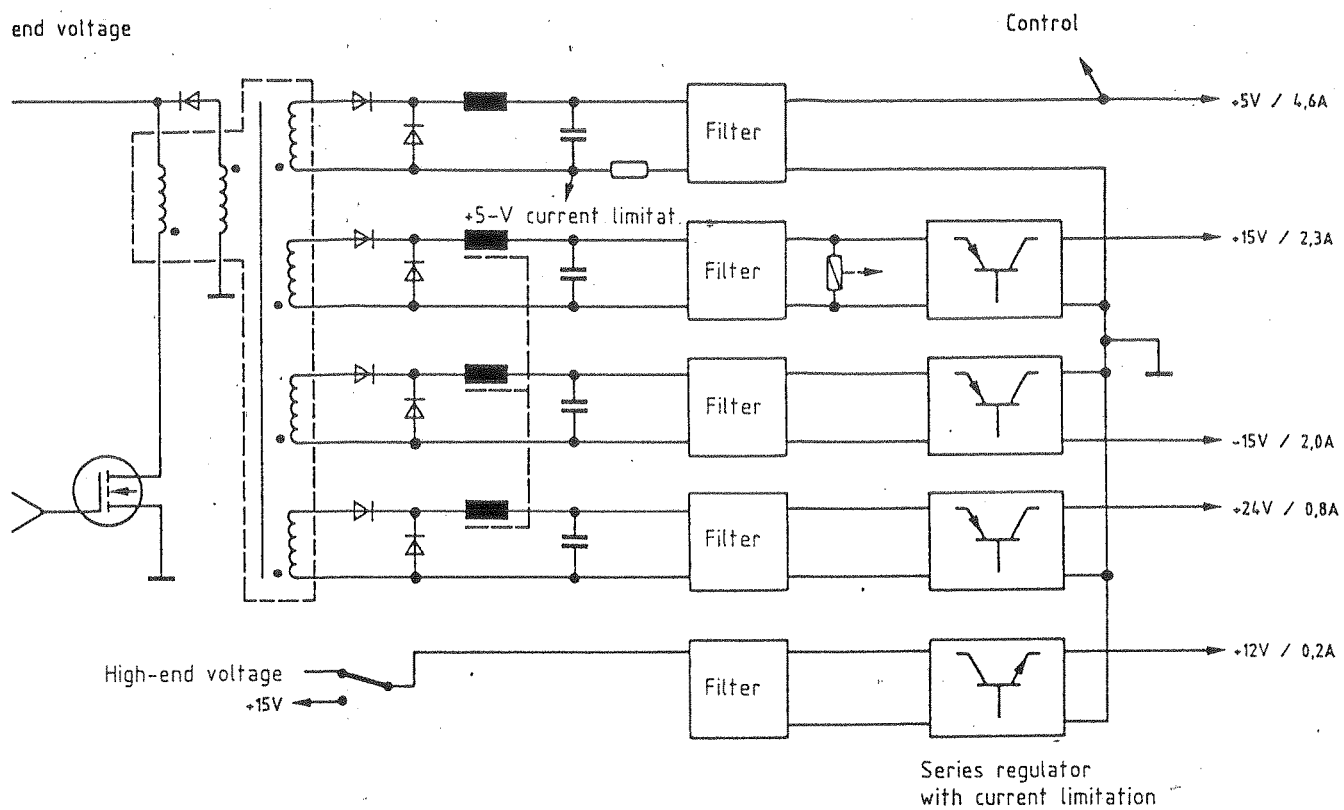 end voltage
Control
+5V / 4,6A
Filter
+5-V current limitat.
+15V / 2,3A
Filter
Filter
-15V / 2,0A
+24V / 0,8A
Filter
High-end voltage
+15V
Filter
+12V / 0,2A
Series regulator
with current limitation